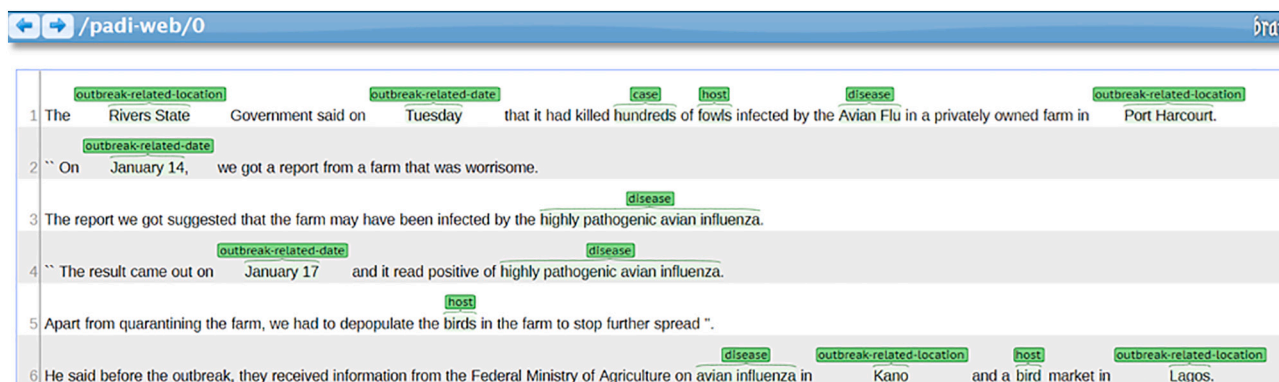 /padi-web/0
outbreak-related-location outbreak-related-date case host disease outbreak-related-location
1 The Rivers State Government said on Tuesday that it had killed hundreds of fowls infected by the Avian Flu in a privately owned farm in Port Harcourt.
outbreak-related-date
2 `` On January 14, we got a report from a farm that was worrisome.
disease
3 The report we got suggested that the farm may have been infected by the highly pathogenic avian influenza.
outbreak-related-date disease
4 `` The result came out on January 17 and it read positive of highly pathogenic avian influenza.
host
5 Apart from quarantining the farm, we had to depopulate the birds in the farm to stop further spread ".
disease outbreak-related-location host outbreak-related-location
6 He said before the outbreak, they received information from the Federal Ministry of Agriculture on avian influenza in Kano and a bird market in Lagos.